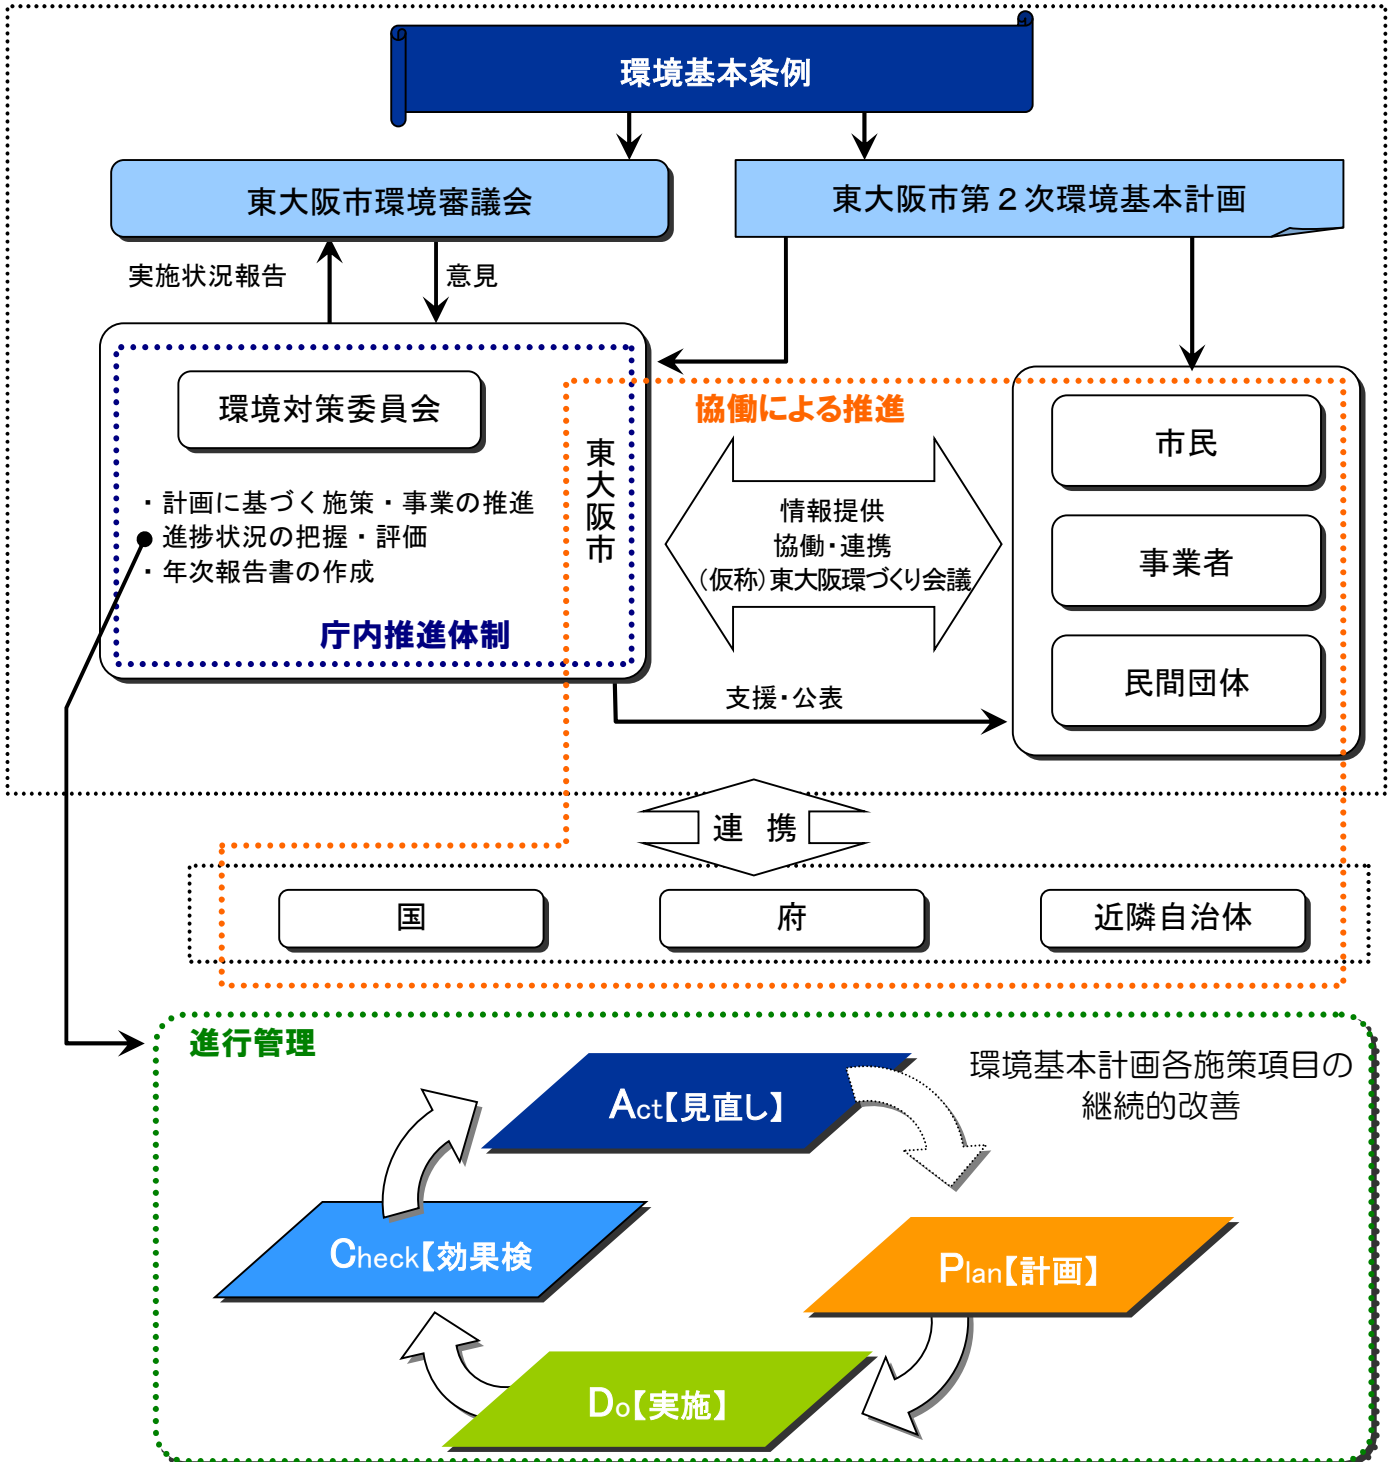 環境基本条例
東大阪市環境審議会
東大阪市第２次環境基本計画
実施状況報告
意見
環境対策委員会
・計画に基づく施策・事業の推進
進捗状況の把握・評価
・年次報告書の作成
庁内推進体制
東大阪市
協働による推進
情報提供
協働・連携
（仮称）東大阪環づくり会議
支援・公表
市民
事業者
民間団体
連 携
国
府
近隣自治体
進行管理
環境基本計画各施策項目の
継続的改善
Act【見直し】
Plan【計画】
Do【実施】
Check【効果検